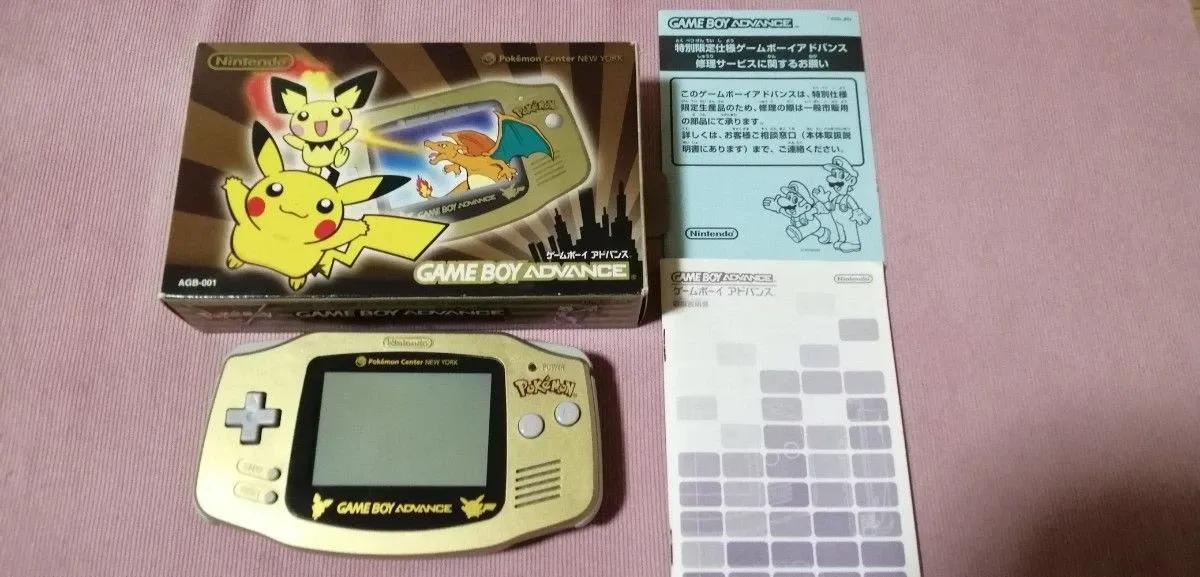 Nintendo
Pokémon Center NEW YORK
POKéMON
GAME BOY ADVANCE
ゲームボーイ アドバンス
GAME BOY ADVANCE
AGB-001
GAME BOY ADVANCE
Nintendo
Pokémon Center NEW YORK
POWER
POKéMON
GAME BOY ADVANCE
GAME BOY ADVANCE
特別限定仕様ゲームボーイアドバンス
修理サービスに関するお願い
このゲームボーイアドバンスは、特別仕様
限定生産品のため、修理の際は一般市販用
の部品にて承ります。
詳しくは、お客様ご相談窓口(本体取扱説
明書にあります)まで、ご連絡ください。
Nintendo
GAME BOY ADVANCE
Nintendo
ゲームボーイ アドバンス
取扱説明書